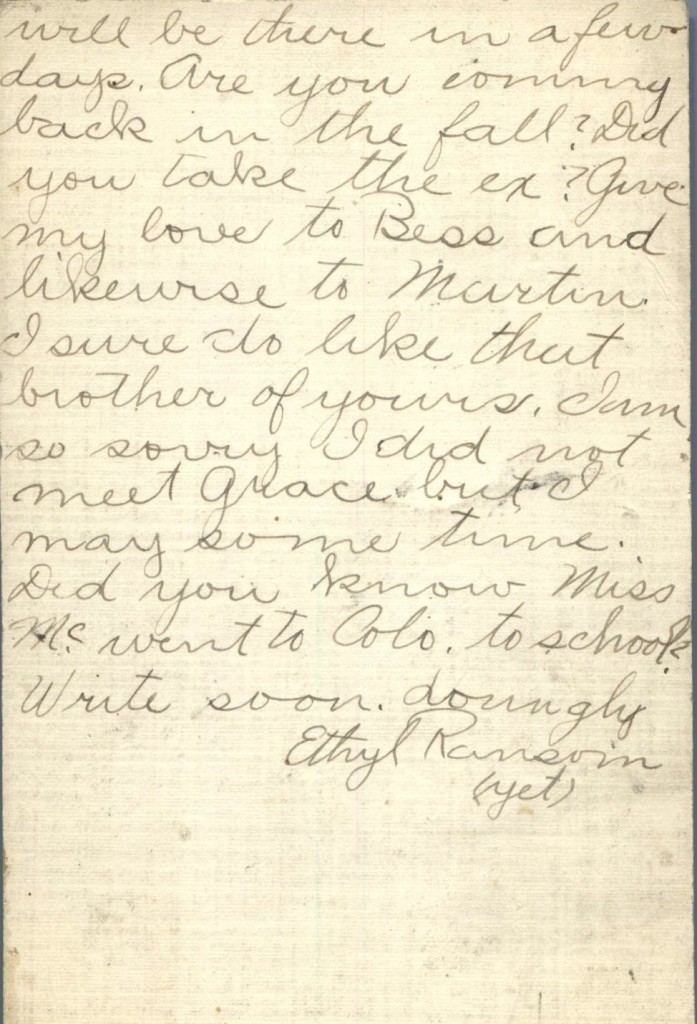 will be there in a few
days. Are you coming
back in the fall? Did
you take the ex? Give
my love to Bess and
likewise to Martin.
I sure do like that
brother of yours. I am
so sorry I did not
meet Grace but I
may some time.
Did you know Miss
Mc went to Colo. to school?
Write soon. Lovingly
Ethyl Ransom
(yet)